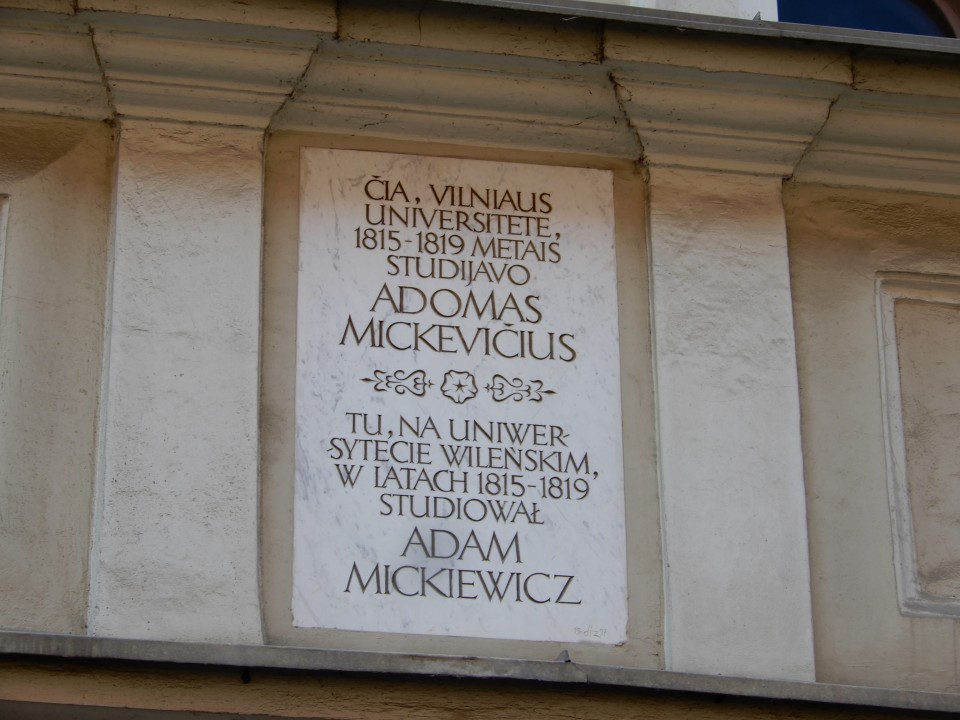 ČIA, VILNIAUS
UNIVERSITETE,
1815-1819 METAIS
STUDIJAVO
ADOMAS
MICKEVIČIUS
TU, NA UNIWER-
-SYTECIE WILEŃSKIM,
W LATACH 1815-1819
STUDIOWAŁ
ADAM
MICKIEWICZ